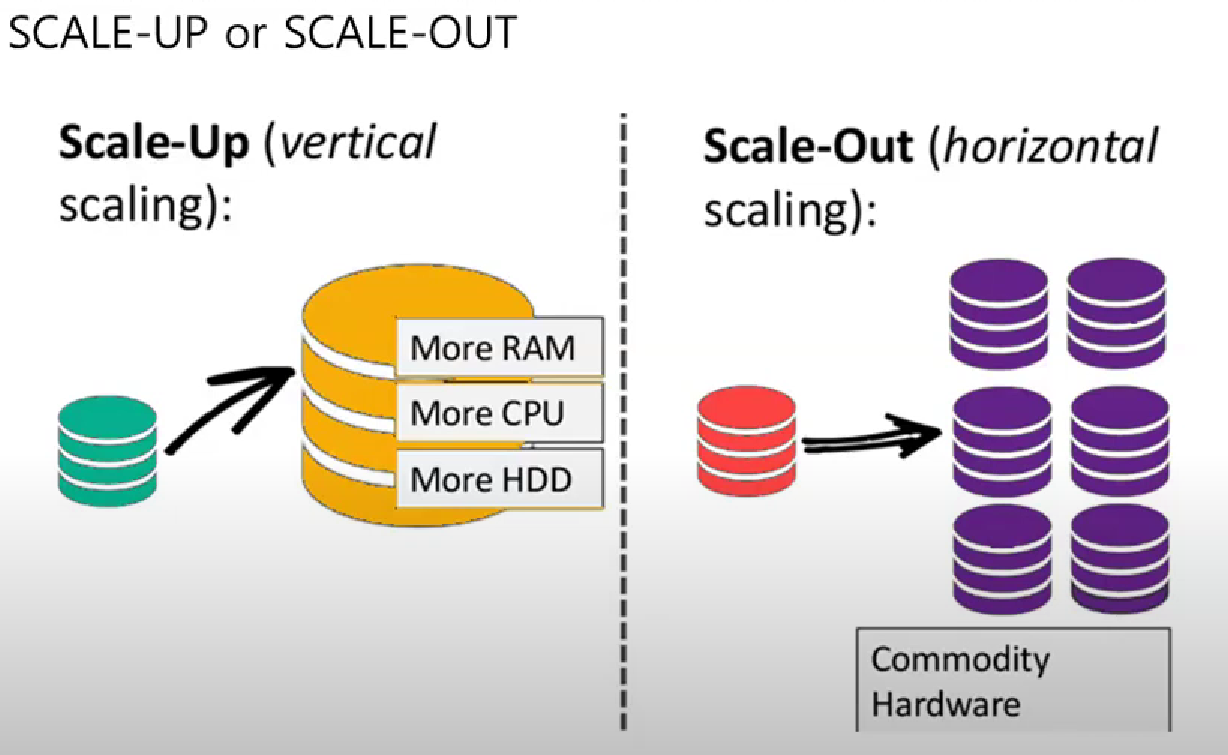 SCALE-UP or SCALE-OUT
Scale-Up (vertical
scaling):
More RAM
More CPU
More HDD
Scale-Out (horizontal
scaling):
Commodity
Hardware